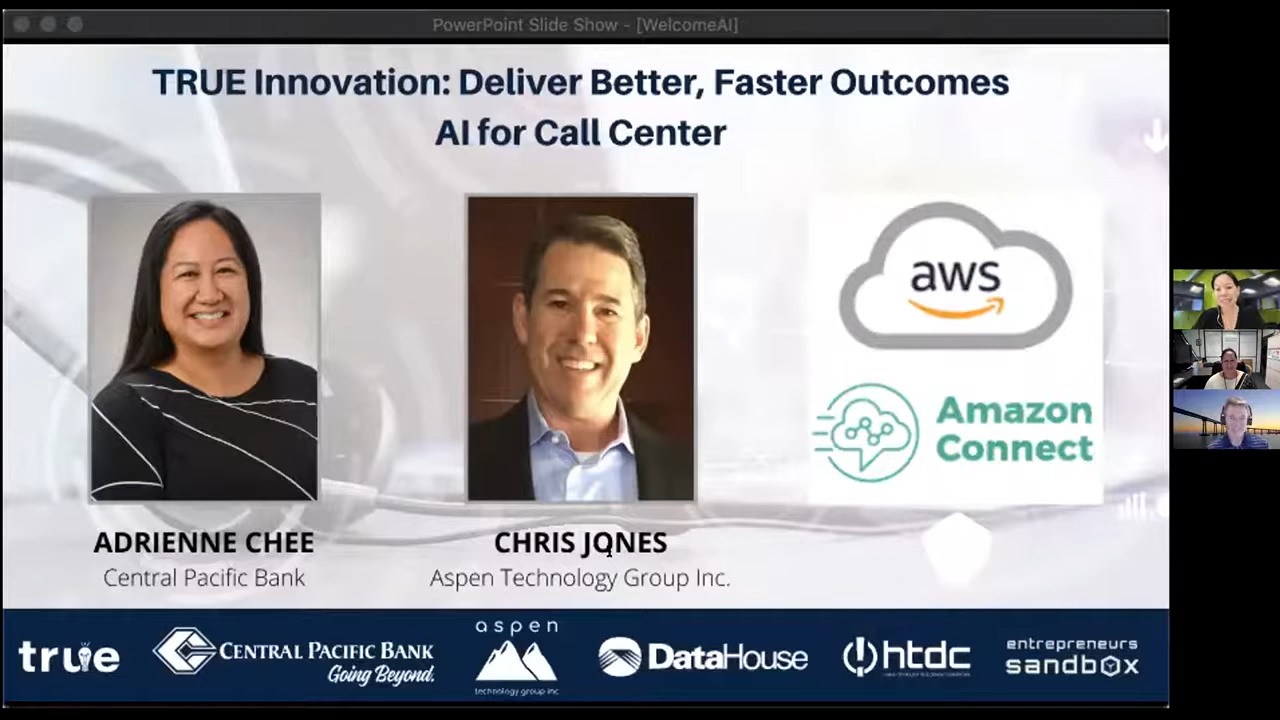 PowerPoint Slide Show - [WelcomeAI]
TRUE Innovation: Deliver Better, Faster Outcomes
AI for Call Center
aws
Amazon
Connect
ADRIENNE CHEE
Central Pacific Bank
CHRIS JONES
Aspen Technology Group Inc.
true
CENTRAL PACIFIC BANK
Going Beyond.
aspen
technology group inc
DataHouse
htdc
entrepreneurs
sandbox